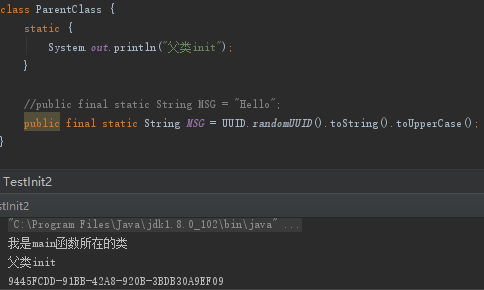 class ParentClass {
static {
System.out.println("父类init");
}
//public final static String MSG = "Hello";
public final static String MSG = UUID.randomUUID().toString().toUpperCase();
}
TestInit2
stInit2
"C:\Program Files\Java\jdk1.8.0_102\bin\java" ...
我是main函数所在的类
父类init
9445FCDD-91BB-42A8-920B-3BDB30A9EF09